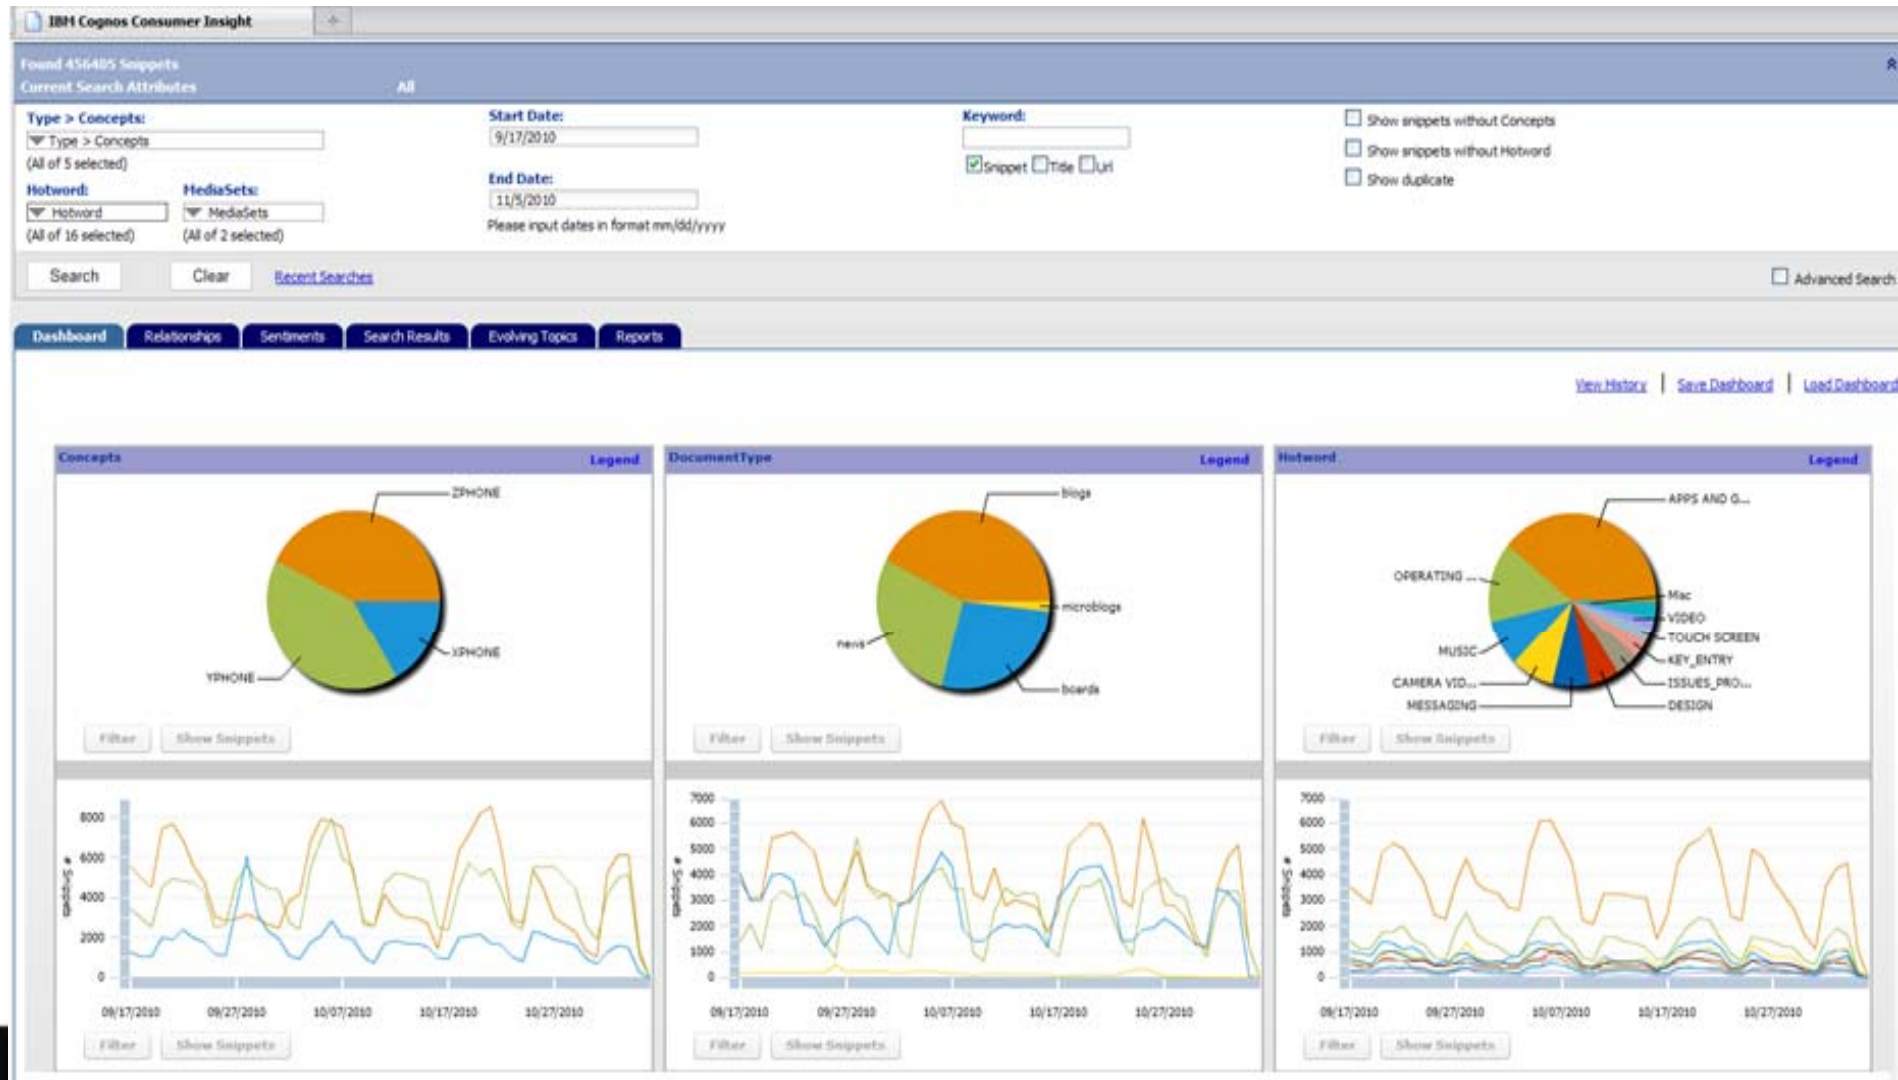 IBM Cognos Consumer Insight
Found 456405 Snippets
Current Search Attributes All
Type > Concepts:
Type > Concepts
(All of 5 selected)
Hotword: MediaSets:
Hotword MediaSets
(All of 16 selected) (All of 2 selected)
Start Date:
9/17/2010
End Date:
11/5/2010
Please input dates in format mm/dd/yyyy
Keyword:
Snippet Title Url
Show snippets without Concepts
Show snippets without Hotword
Show duplicate
Search Clear Recent Searches Advanced Search
Dashboard Relationships Sentiments Search Results Evolving Topics Reports
View History Save Dashboard Load Dashboard
Concepts Legend
ZPHONE
XPHONE
YPHONE
Filter Show Snippets
# Snippets
8000
6000
4000
2000
0
09/17/2010 09/27/2010 10/07/2010 10/17/2010 10/27/2010
Filter Show Snippets
DocumentType Legend
blogs
microblogs
news
boards
Filter Show Snippets
# Snippets
7000
6000
5000
4000
3000
2000
1000
0
09/17/2010 09/27/2010 10/07/2010 10/17/2010 10/27/2010
Filter Show Snippets
Hotword Legend
APPS AND G...
OPERATING ...
Misc
VIDEO
TOUCH SCREEN
MUSIC
KEY_ENTRY
CAMERA VID...
ISSUES_PRO...
MESSAGING
DESIGN
Filter Show Snippets
# Snippets
7000
6000
5000
4000
3000
2000
1000
0
09/17/2010 09/27/2010 10/07/2010 10/17/2010 10/27/2010
Filter Show Snippets